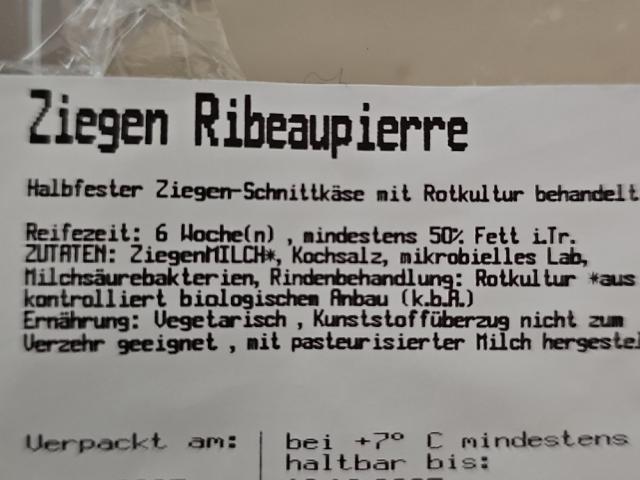 Ziegen Ribeaupierre
Halbfester Ziegen-Schnittkäse mit Rotkultur behandelt
Reifezeit: 6 Woche(n) , mindestens 50% Fett i.Tr.
ZUTATEN: ZiegenMILCH*, Kochsalz, mikrobielles Lab,
Milchsäurebakterien, Rindenbehandlung: Rotkultur *aus
kontrolliert biologischem Anbau (k.b.A.)
Ernährung: Vegetarisch , Kunststoffüberzug nicht zum
Verzehr geeignet , mit pasteurisierter Milch hergestel
Verpackt am:
bei +7° C mindestens
haltbar bis: